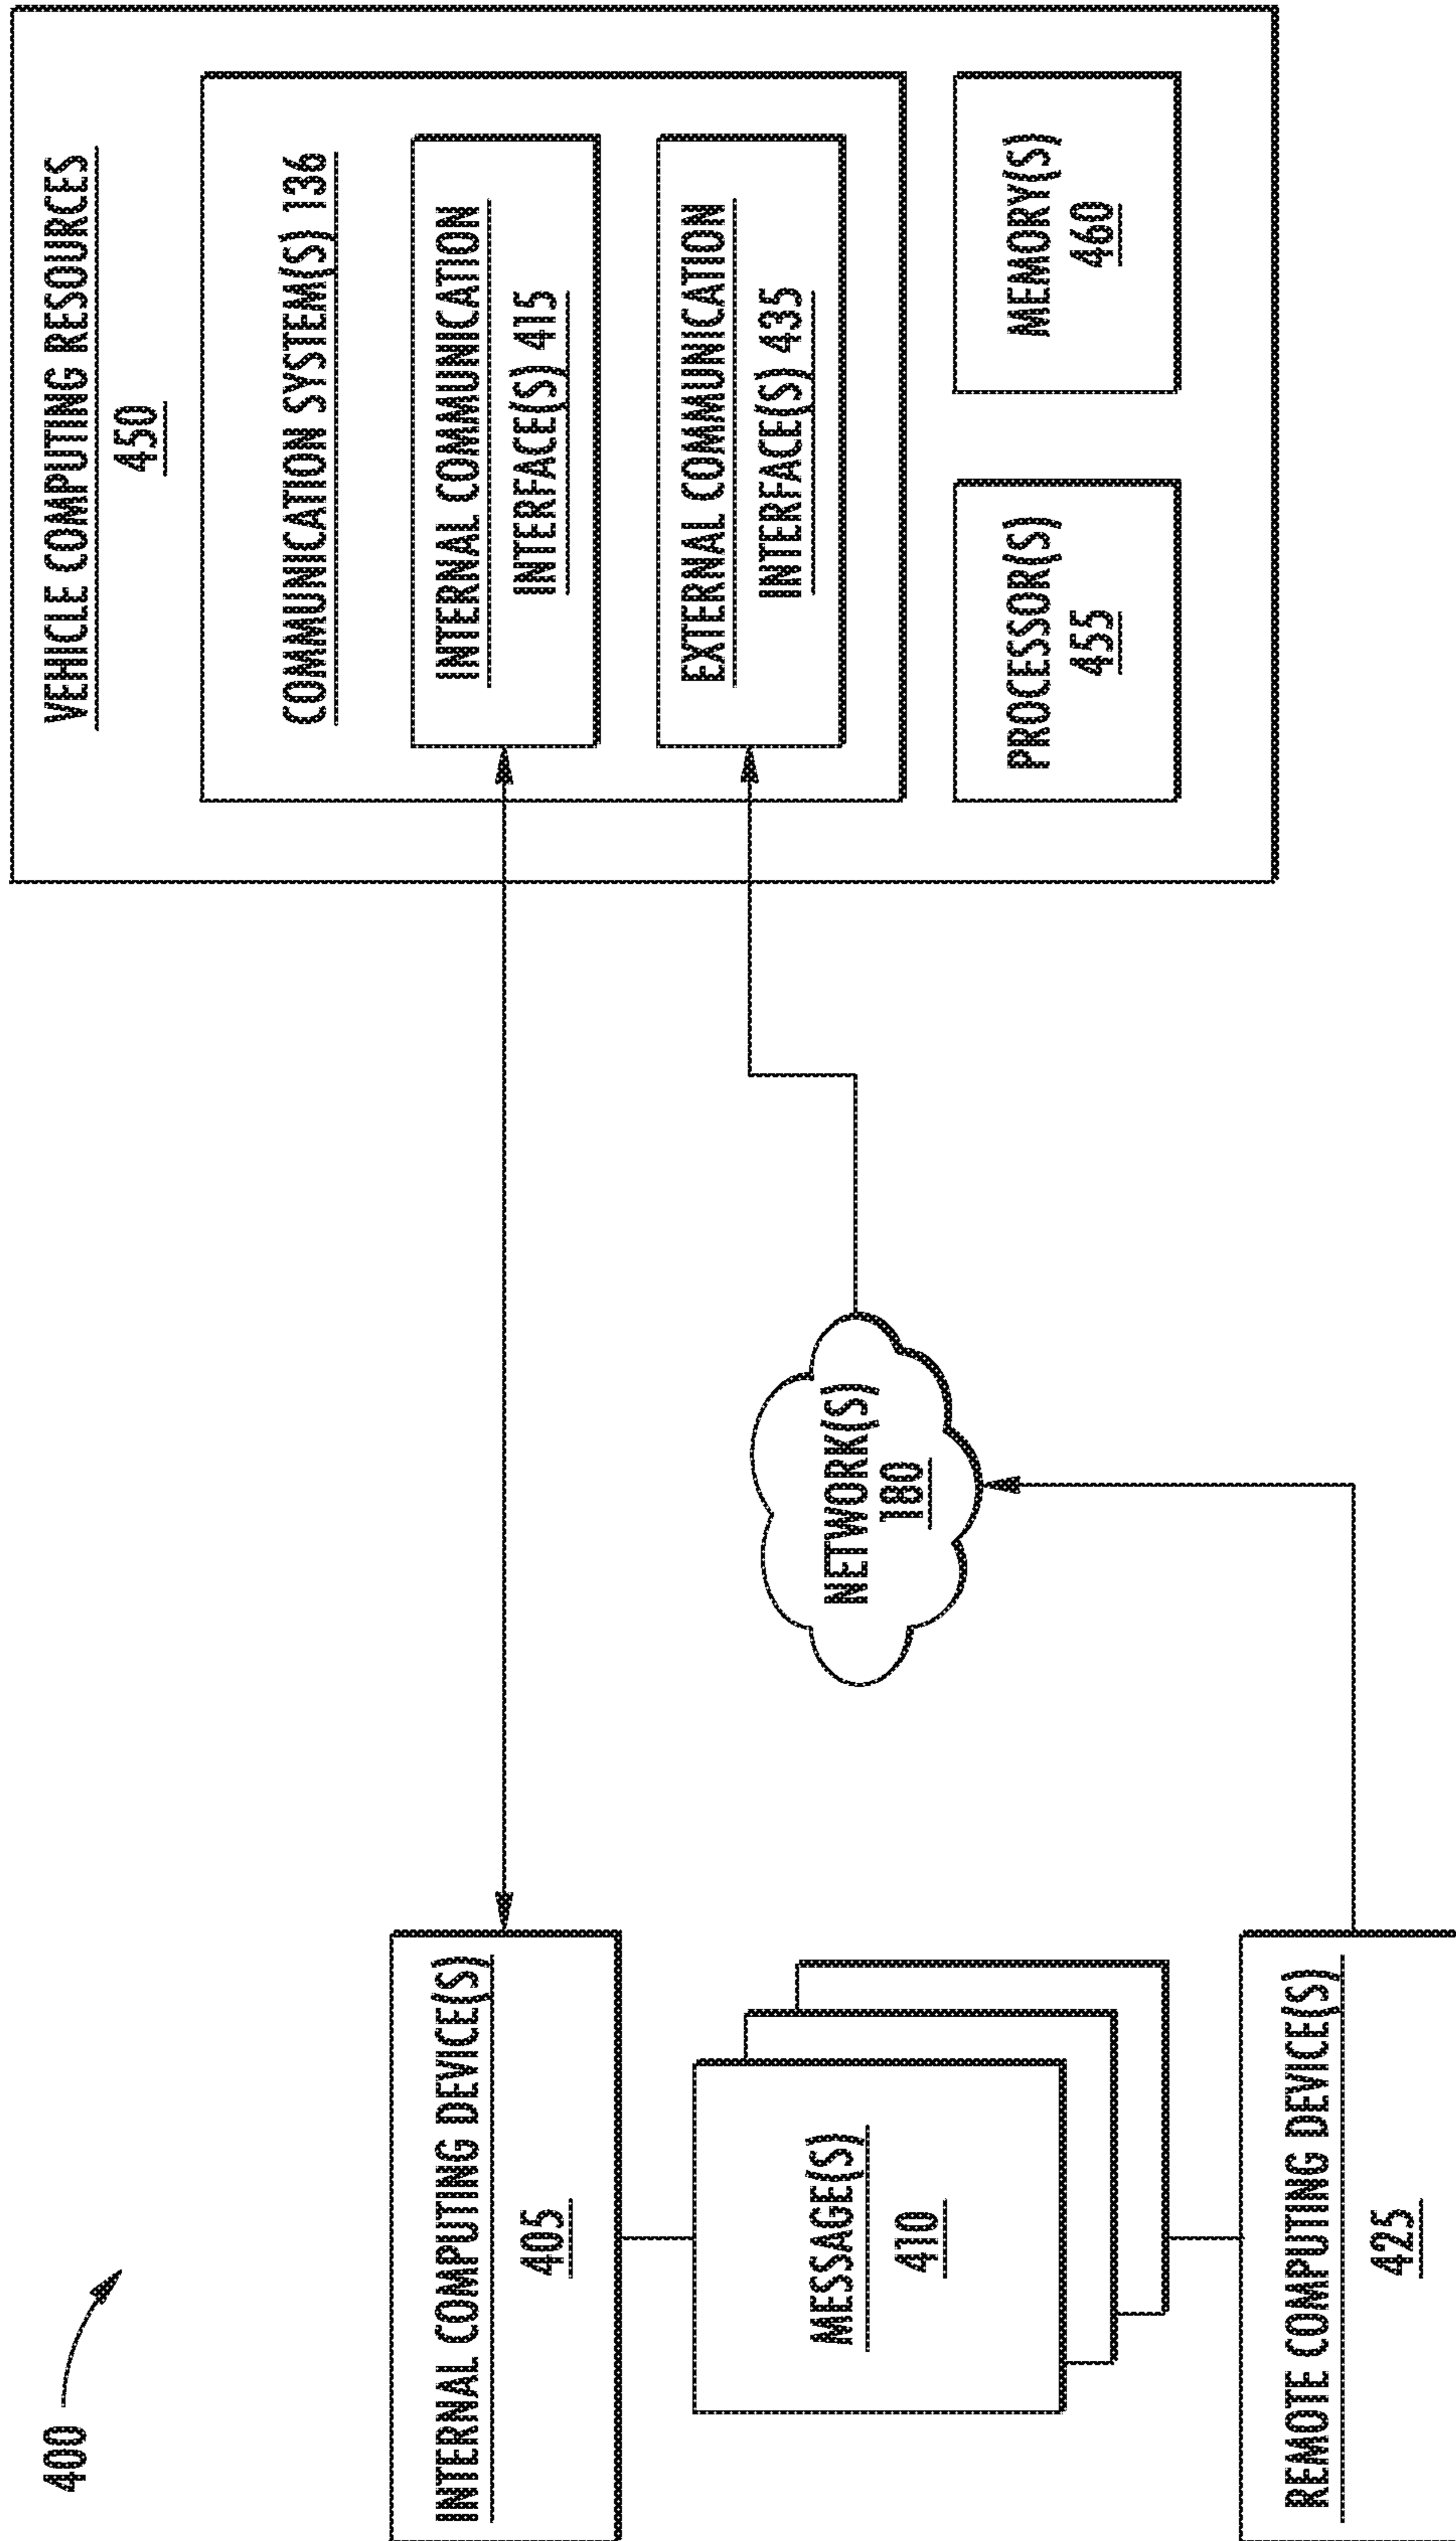 400
INTERNAL COMPUTING DEVICE(S)
405
MESSAGE(S)
410
REMOTE COMPUTING DEVICE(S)
425
NETWORK(S)
180
VEHICLE COMPUTING RESOURCES
450
COMMUNICATION SYSTEM(S) 136
INTERNAL COMMUNICATION
INTERFACE(S) 415
EXTERNAL COMMUNICATION
INTERFACE(S) 435
PROCESSOR(S)
455
MEMORY(S)
460